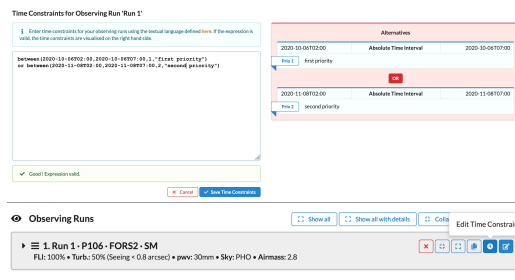 Time Constraints for Observing Run 'Run 1'
Enter time constraints for your observing runs using the textual language defined here. If the expression is
valid, the time constraints are visualised on the right hand side.
between(2020-10-06T02:00,2020-10-06T07:00,1,"first priority")
or between(2020-11-08T02:00,2020-11-08T07:00,2,"second priority")
Good! Expression valid.
Cancel
Save Time Constraints
Alternatives
2020-10-06T02:00 Absolute Time Interval 2020-10-06T07:00
Prio 1 first priority
OR
2020-11-08T02:00 Absolute Time Interval 2020-11-08T07:00
Prio 2 second priority
Observing Runs
Show all
Show all with details
Colla
Edit Time Constrai
1. Run 1 • P106 • FORS2 • SM
FLI: 100% • Turb.: 50% (Seeing < 0.8 arcsec) • pwv: 30mm • Sky: PHO • Airmass: 2.8